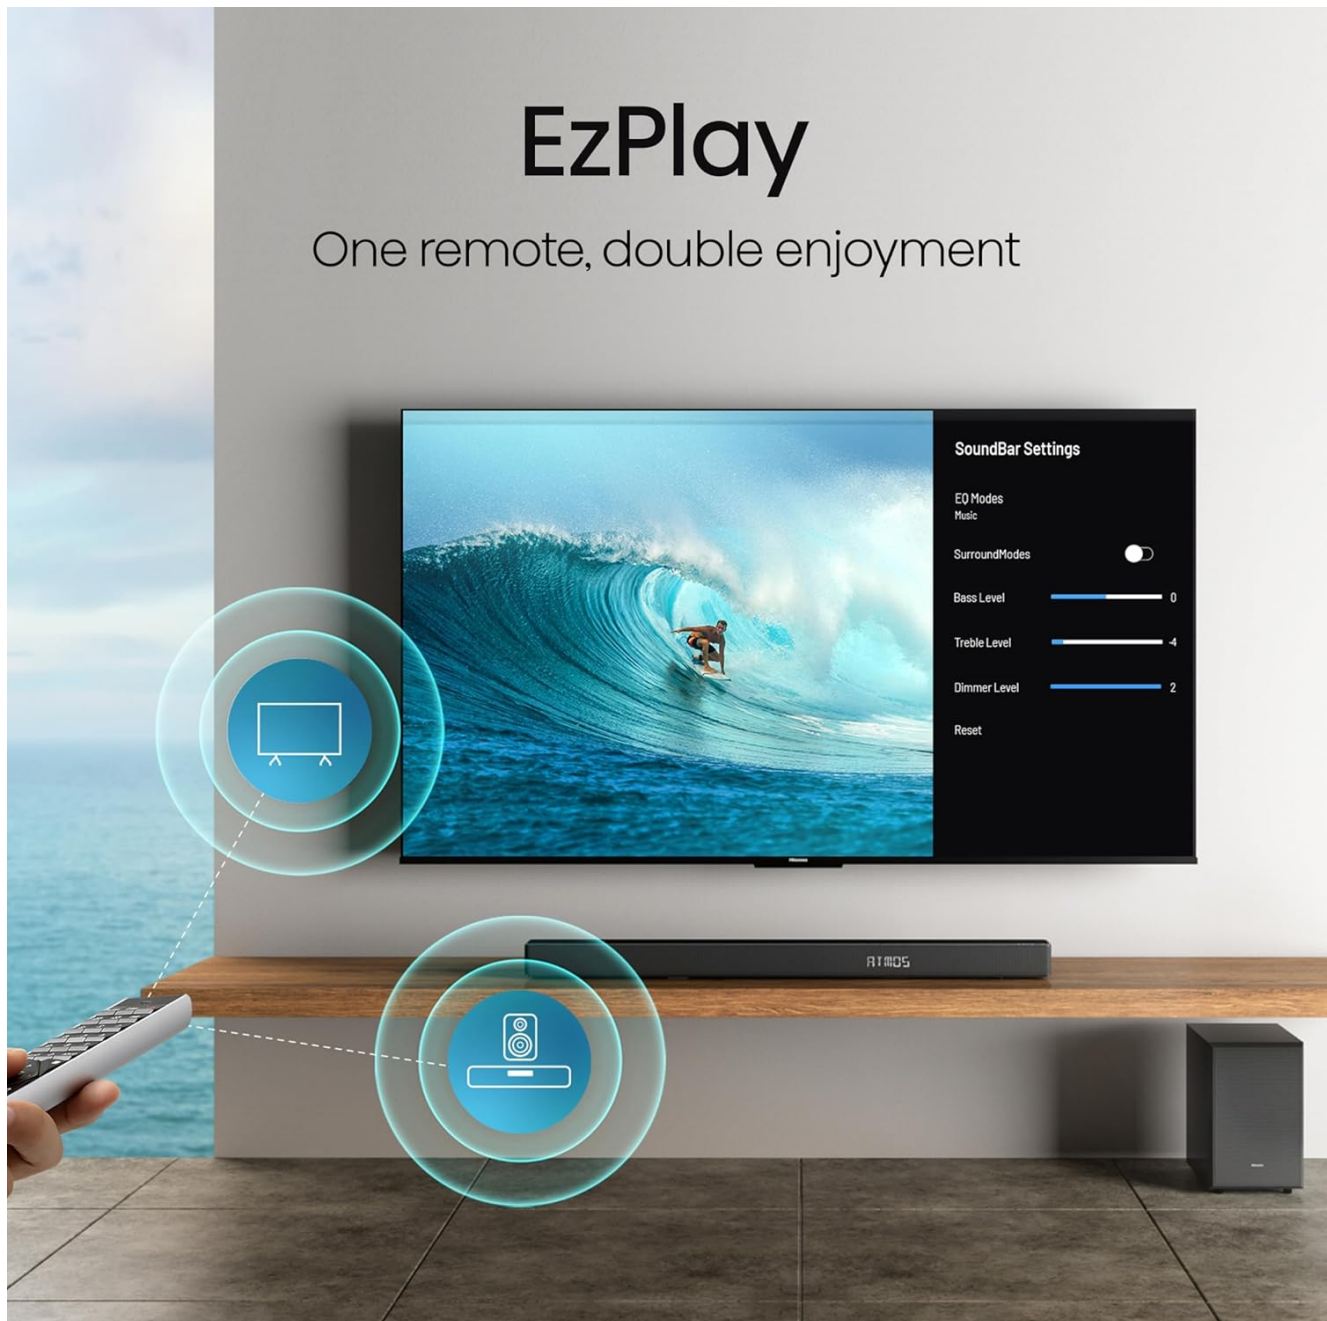 EzPlay
One remote, double enjoyment
SoundBar Settings
EQ Modes
Music
SurroundModes
Bass Level 0
Treble Level -4
Dimmer Level 2
Reset
Hisense
ATMOS